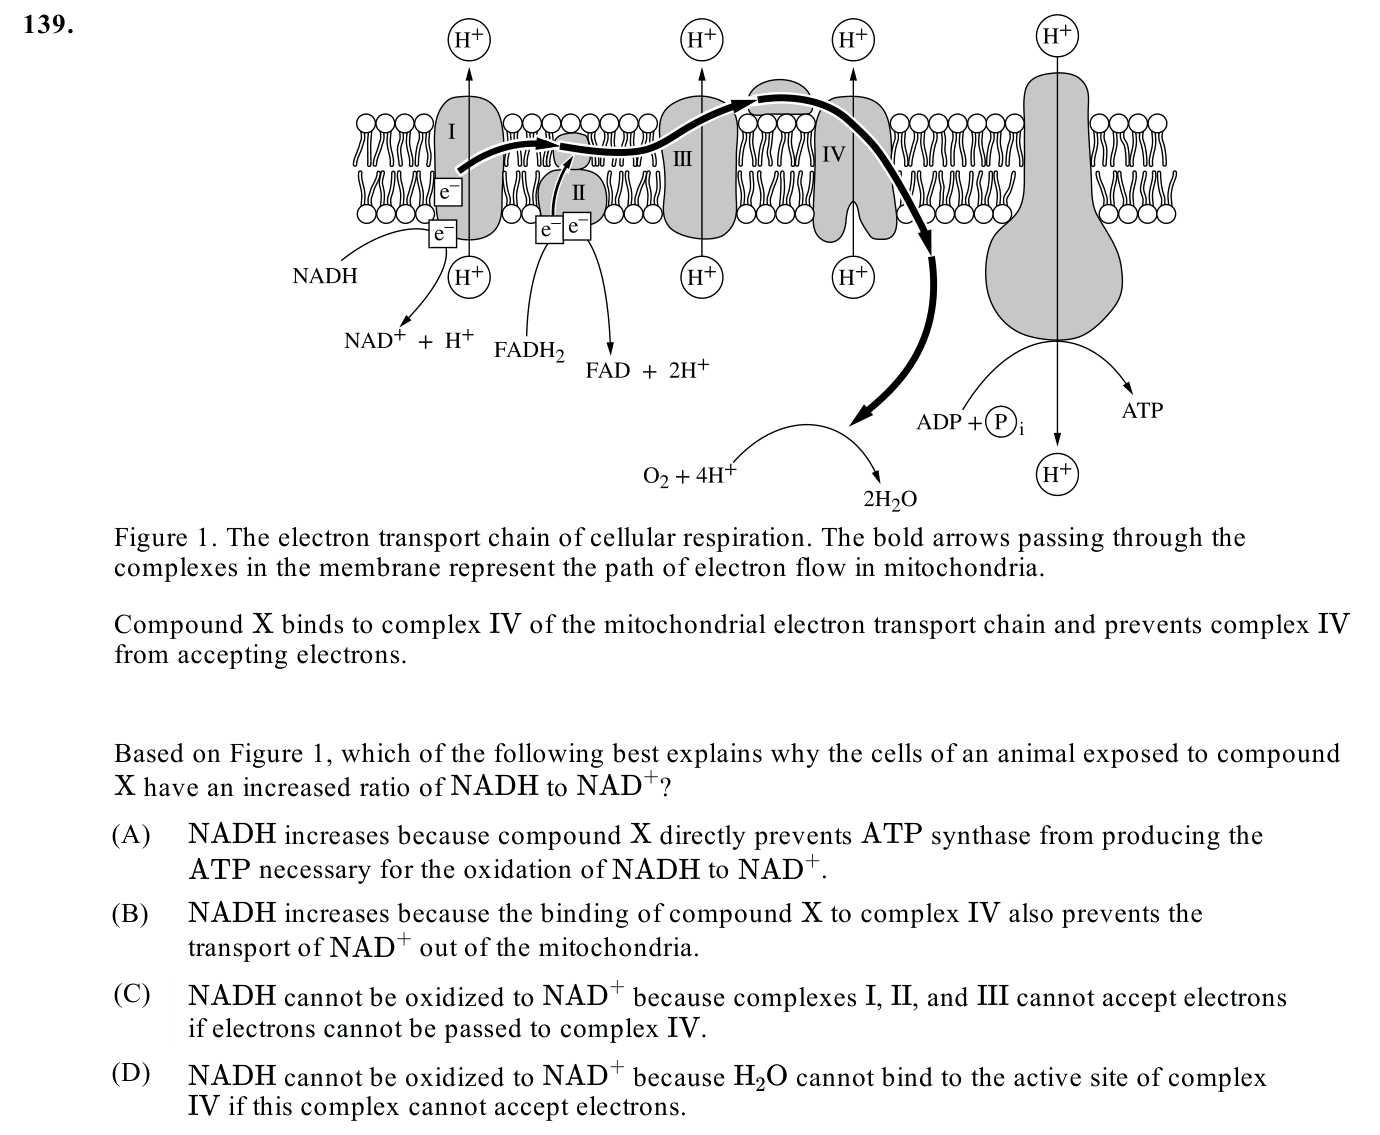 139.
H+
H+
H+
H+
I
III
IV
II
e−
e−
e− e−
NADH
H+
H+
H+
NAD+ + H+
FADH2
FAD + 2H+
ADP + Pi
ATP
O2 + 4H+
H+
2H2O
Figure 1. The electron transport chain of cellular respiration. The bold arrows passing through the
complexes in the membrane represent the path of electron flow in mitochondria.
Compound X binds to complex IV of the mitochondrial electron transport chain and prevents complex IV
from accepting electrons.
Based on Figure 1, which of the following best explains why the cells of an animal exposed to compound
X have an increased ratio of NADH to NAD+?
(A) NADH increases because compound X directly prevents ATP synthase from producing the
ATP necessary for the oxidation of NADH to NAD+.
(B) NADH increases because the binding of compound X to complex IV also prevents the
transport of NAD+ out of the mitochondria.
(C) NADH cannot be oxidized to NAD+ because complexes I, II, and III cannot accept electrons
if electrons cannot be passed to complex IV.
(D) NADH cannot be oxidized to NAD+ because H2O cannot bind to the active site of complex
IV if this complex cannot accept electrons.